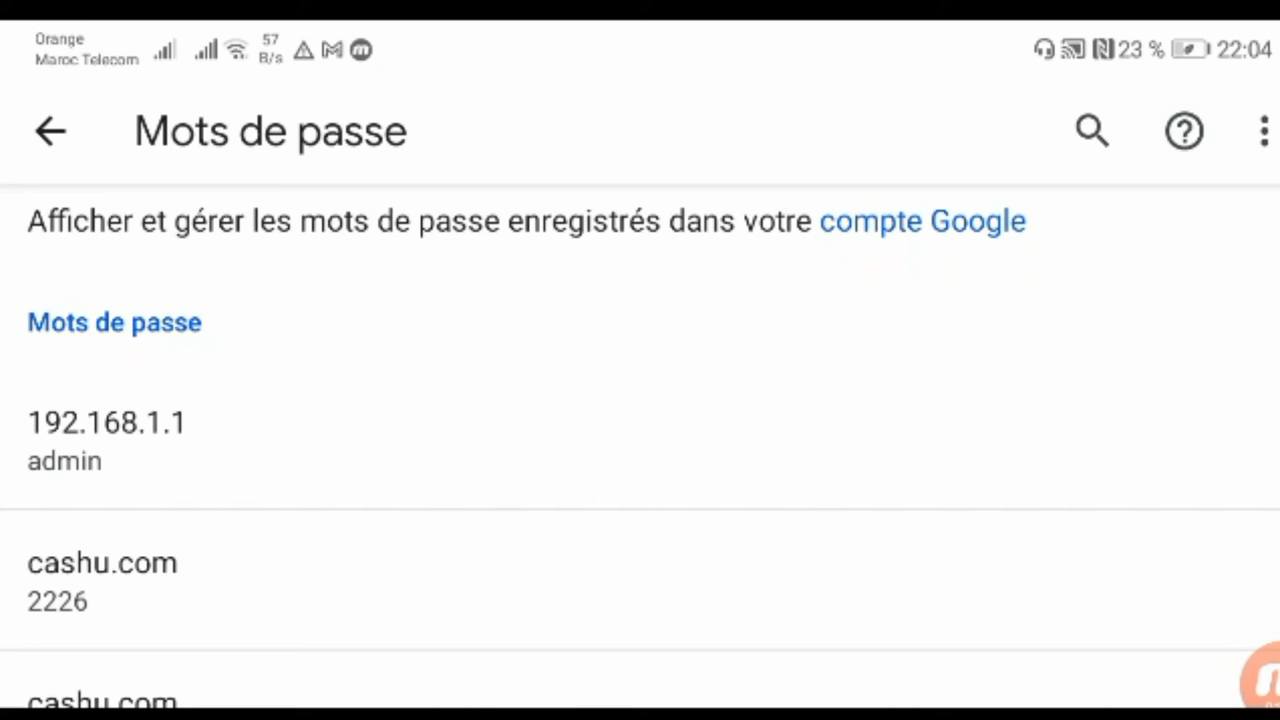 Orange
Maroc Telecom
57
B/s
23 %
22:04
Mots de passe
Afficher et gérer les mots de passe enregistrés dans votre compte Google
Mots de passe
192.168.1.1
admin
cashu.com
2226
cashu.com